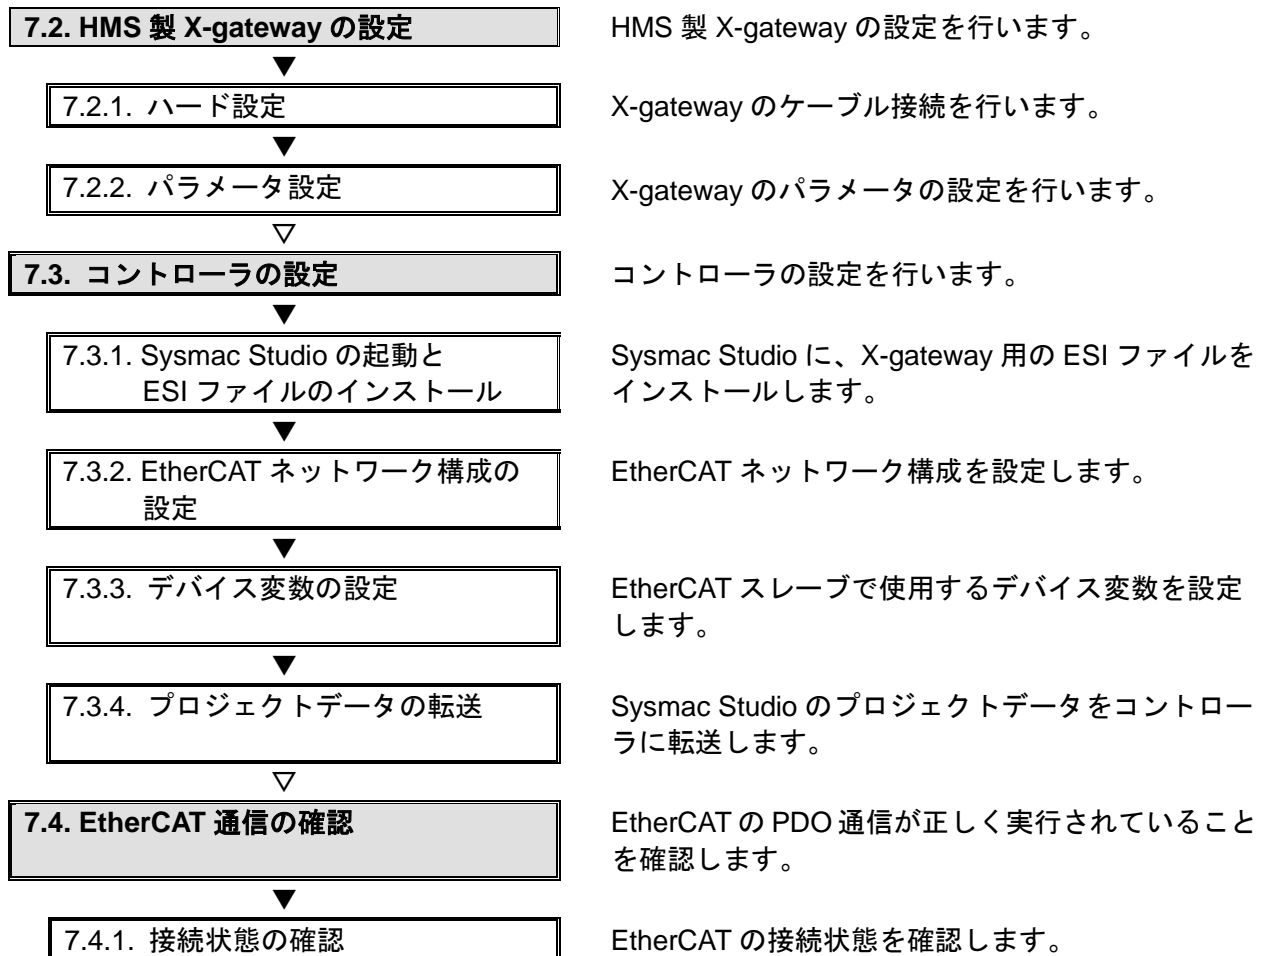 7.2. HMS 製 X-gateway の設定
HMS 製 X-gateway の設定を行います。
▼
7.2.1. ハード設定
X-gateway のケーブル接続を行います。
▼
7.2.2. パラメータ設定
X-gateway のパラメータの設定を行います。
▽
7.3. コントローラの設定
コントローラの設定を行います。
▼
7.3.1. Sysmac Studio の起動と
ESI ファイルのインストール
Sysmac Studio に、X-gateway 用の ESI ファイルを
インストールします。
▼
7.3.2. EtherCAT ネットワーク構成の
設定
EtherCAT ネットワーク構成を設定します。
▼
7.3.3. デバイス変数の設定
EtherCAT スレーブで使用するデバイス変数を設定
します。
▼
7.3.4. プロジェクトデータの転送
Sysmac Studio のプロジェクトデータをコントロー
ラに転送します。
▽
7.4. EtherCAT 通信の確認
EtherCAT の PDO 通信が正しく実行されていること
を確認します。
▼
7.4.1. 接続状態の確認
EtherCAT の接続状態を確認します。